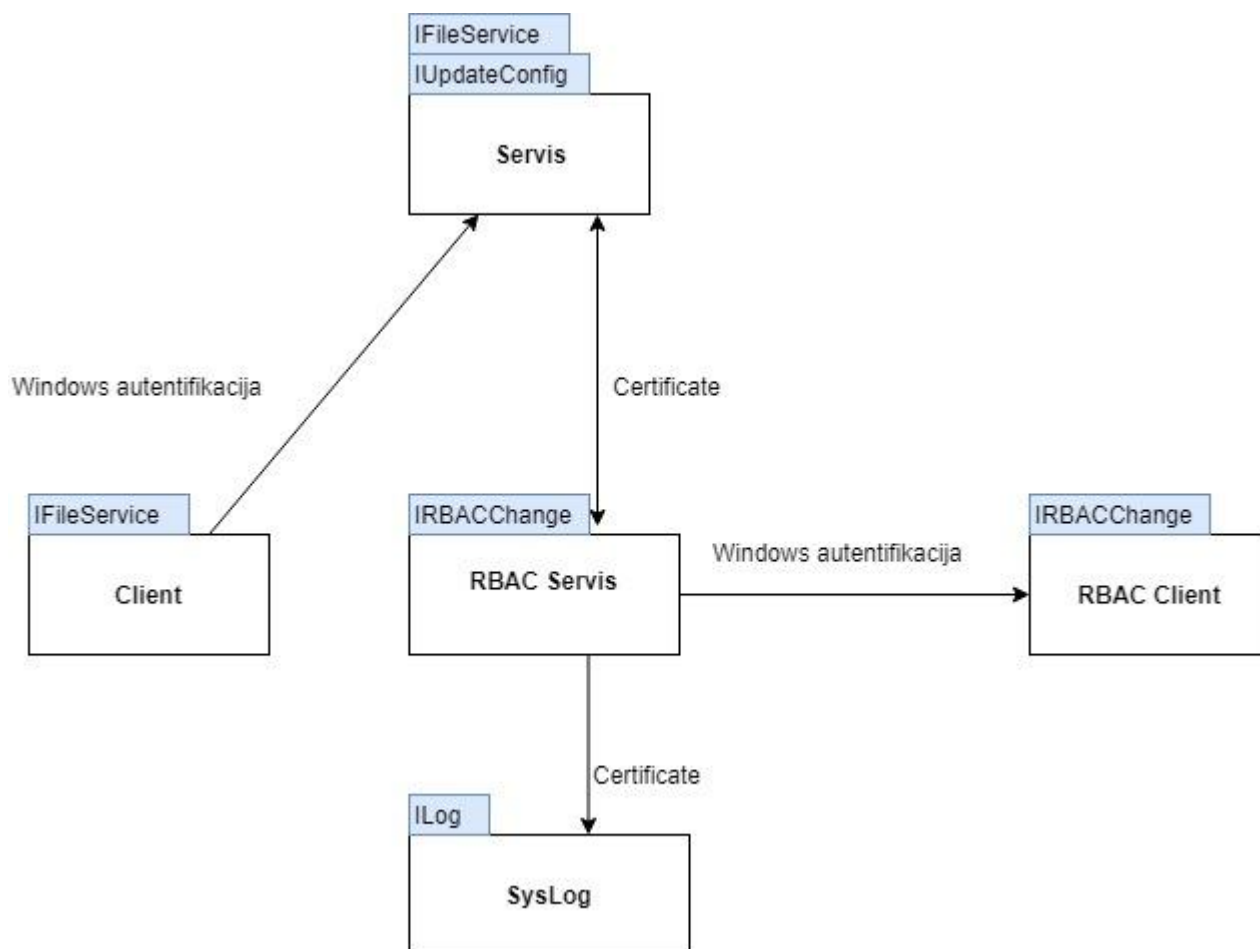 IFileService
IUpdateConfig
Servis
Windows autentifikacija
Certificate
IFileService
Client
IRBACChange
RBAC Servis
Windows autentifikacija
IRBACChange
RBAC Client
Certificate
ILog
SysLog